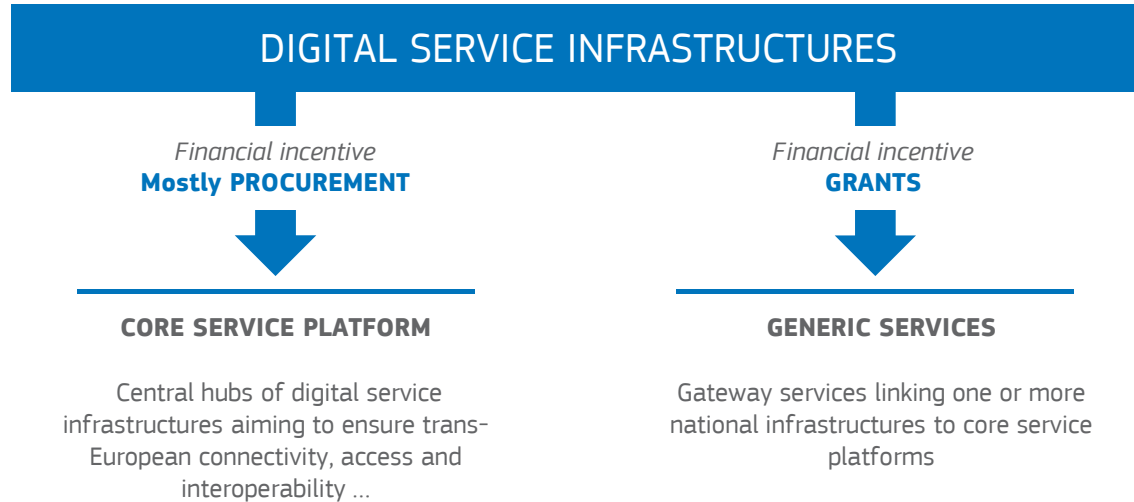 DIGITAL SERVICE INFRASTRUCTURES
Financial incentive
Mostly PROCUREMENT
CORE SERVICE PLATFORM
Central hubs of digital service
infrastructures aiming to ensure trans-
European connectivity, access and
interoperability ...
Financial incentive
GRANTS
GENERIC SERVICES
Gateway services linking one or more
national infrastructures to core service
platforms